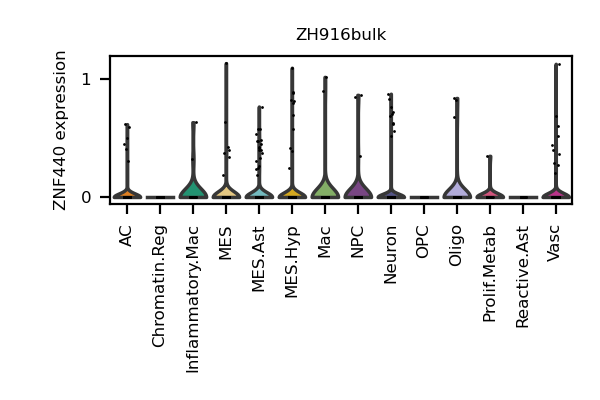 ZH916bulk
ZNF440 expression
1
0
AC
Chromatin.Reg
Inflammatory.Mac
MES
MES.Ast
MES.Hyp
Mac
NPC
Neuron
OPC
Oligo
Prolif.Metab
Reactive.Ast
Vasc